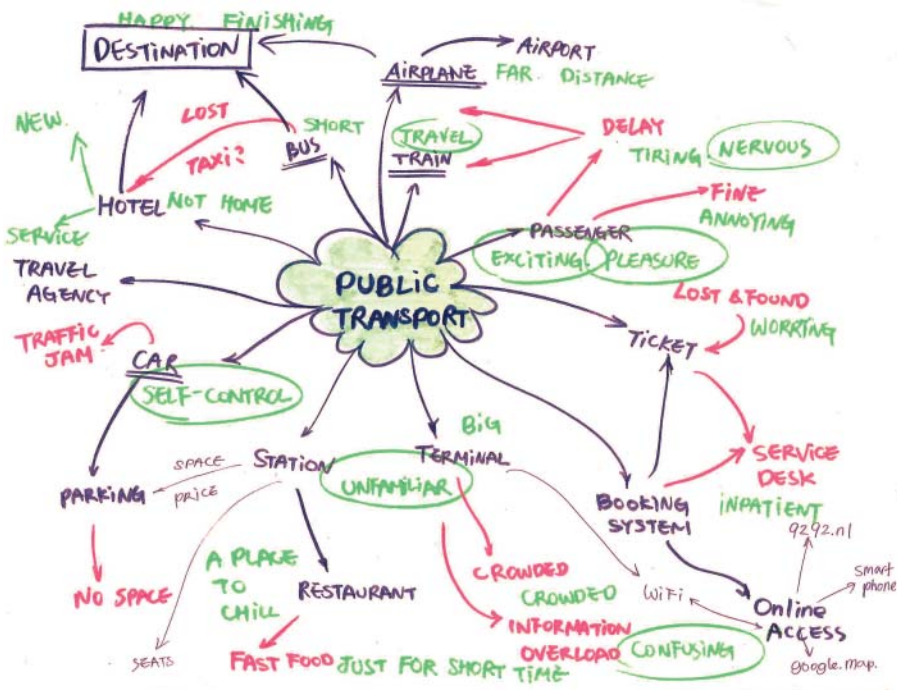 HAPPY FINISHING
DESTINATION
AIRPORT
AIRPLANE FAR DISTANCE
LOST
TAXI?
SHORT
BUS
TRAVEL
TRAIN
DELAY
TIRING. NERVOUS
NEW.
HOTEL NOT HOME
SERVICE
FINE
ANNOYING
PASSENGER
EXCITING. PLEASURE
TRAVEL
AGENCY
PUBLIC
TRANSPORT
LOST & FOUND
WORRING
TICKET
TRAFFIC
JAM
CAR
SELF-CONTROL
BIG
TERMINAL
STATION
UNFAMILIAR
SPACE
PRICE
PARKING
NO SPACE
SERVICE
DESK
INPATIENT
BOOKING
SYSTEM
9292.nl
smart
phone
Online
ACCESS
google.map.
WiFi
A PLACE
TO
CHILL
RESTAURANT
CROWDED
CROWDED
INFORMATION
OVERLOAD CONFUSING
SEATS
FAST FOOD JUST FOR SHORT TIME